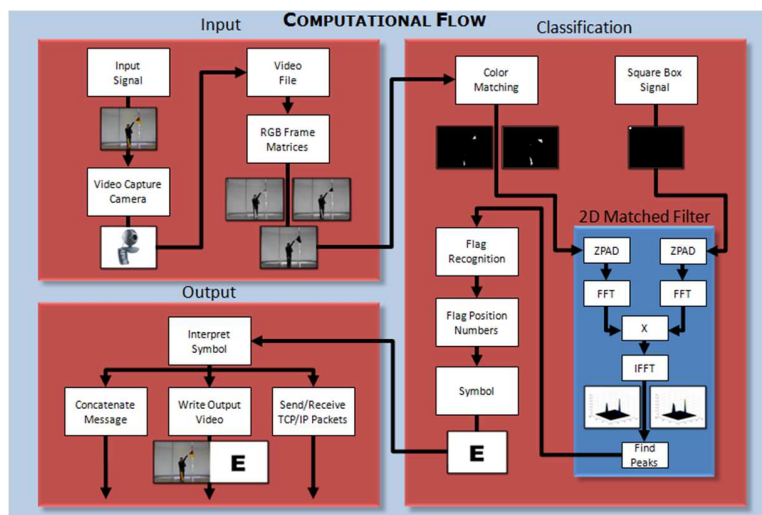 COMPUTATIONAL FLOW
Input
Input
Signal
Video Capture
Camera
Video
File
RGB Frame
Matrices
Classification
Color
Matching
Square Box
Signal
2D Matched Filter
ZPAD
ZPAD
FFT
FFT
X
IFFT
Find
Peaks
Flag
Recognition
Flag Position
Numbers
Symbol
E
Output
Interpret
Symbol
Concatenate
Message
Write Output
Video
Send/Receive
TCP/IP Packets
E